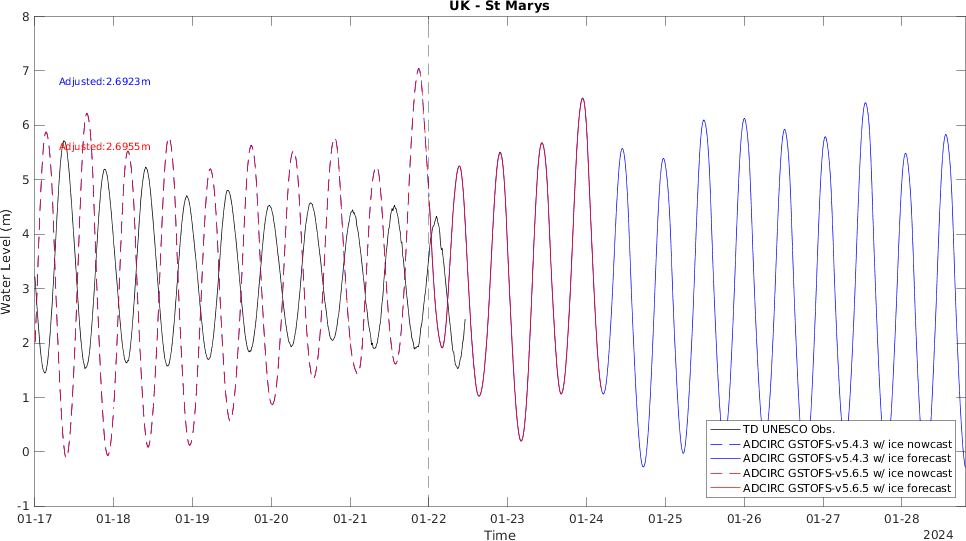 UK - St Marys
8
7
6
5
4
3
2
1
0
-1
Water Level (m)
Adjusted:2.6923m
Adjusted:2.6955m
TD UNESCO Obs.
ADCIRC GSTOFS-v5.4.3 w/ ice nowcast
ADCIRC GSTOFS-v5.4.3 w/ ice forecast
ADCIRC GSTOFS-v5.6.5 w/ ice nowcast
ADCIRC GSTOFS-v5.6.5 w/ ice forecast
01-17 01-18 01-19 01-20 01-21 01-22 01-23 01-24 01-25 01-26 01-27 01-28
Time
2024